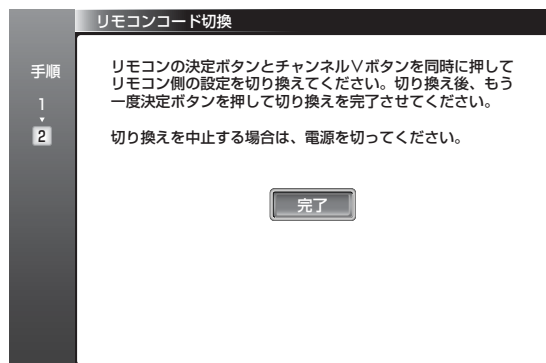 リモコンコード切換
手順
1
2
リモコンの決定ボタンとチャンネル∨ボタンを同時に押して
リモコン側の設定を切り換えてください。切り換え後、もう
一度決定ボタンを押して切り換えを完了させてください。
切り換えを中止する場合は、電源を切ってください。
完了